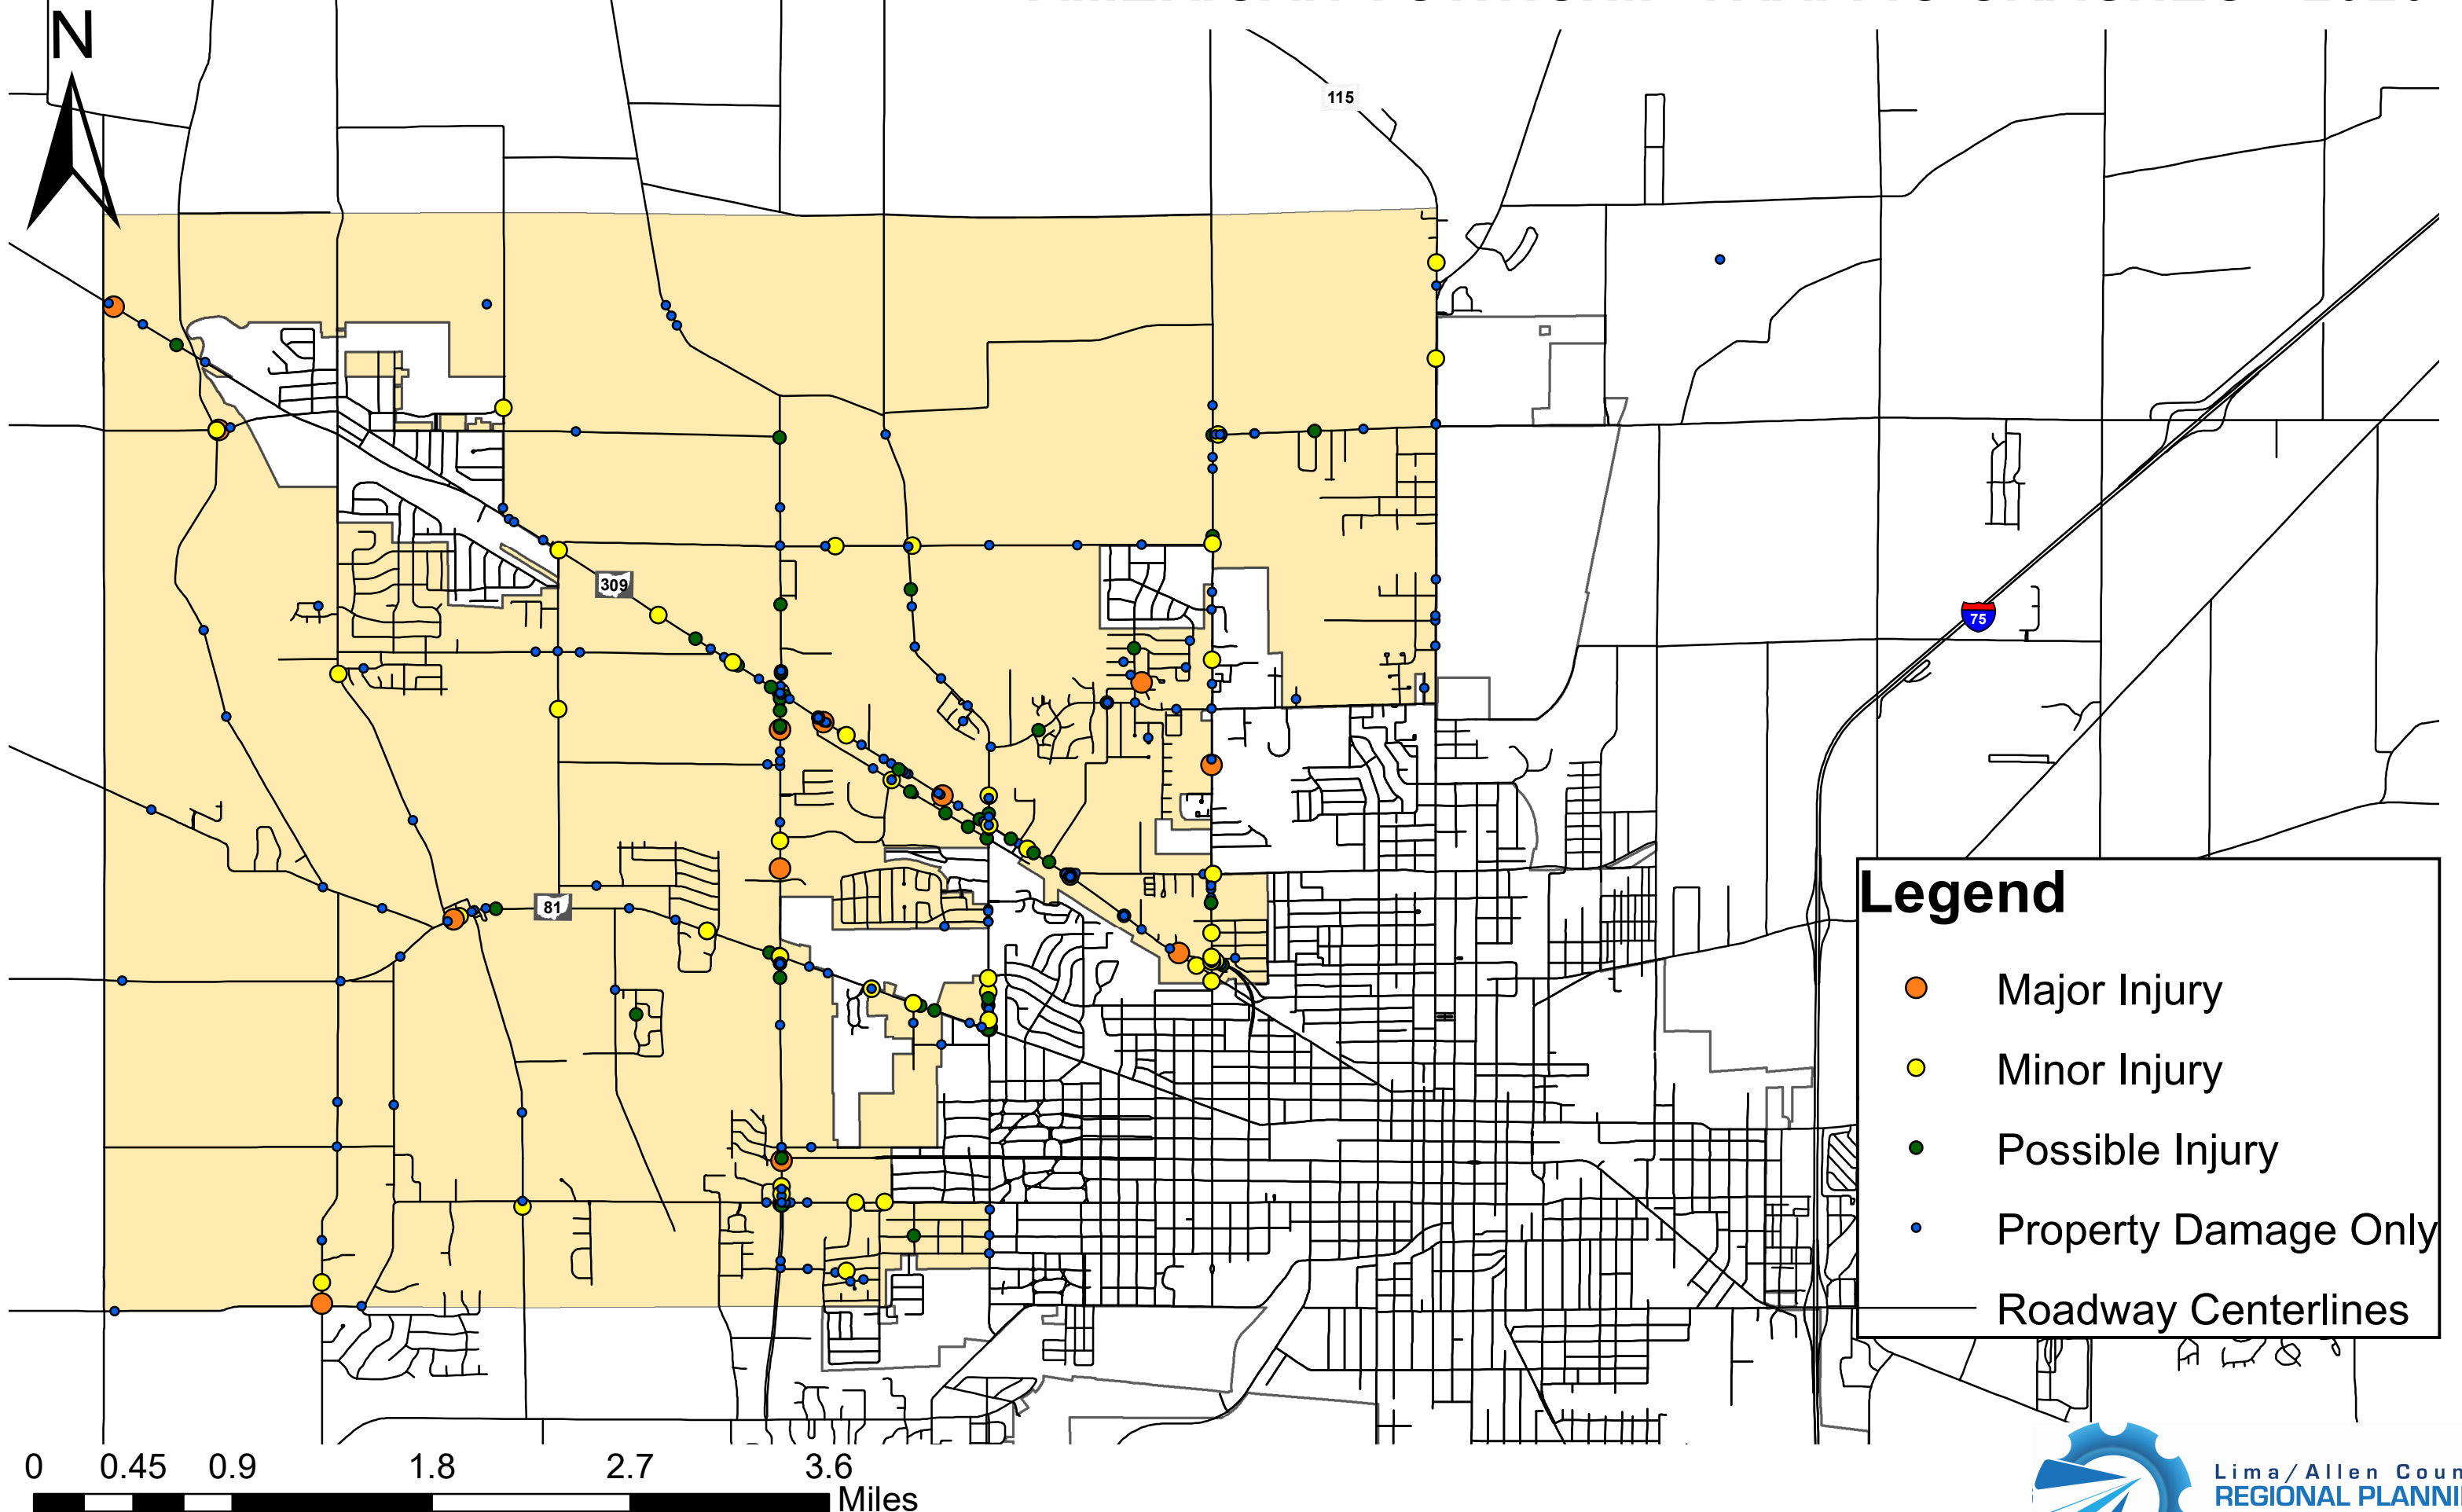 N
115
309
75
81
Legend
Major Injury
Minor Injury
Possible Injury
Property Damage Only
Roadway Centerlines
0 0.45 0.9 1.8 2.7 3.6
Miles
Lima/Allen Coun
REGIONAL PLANNI